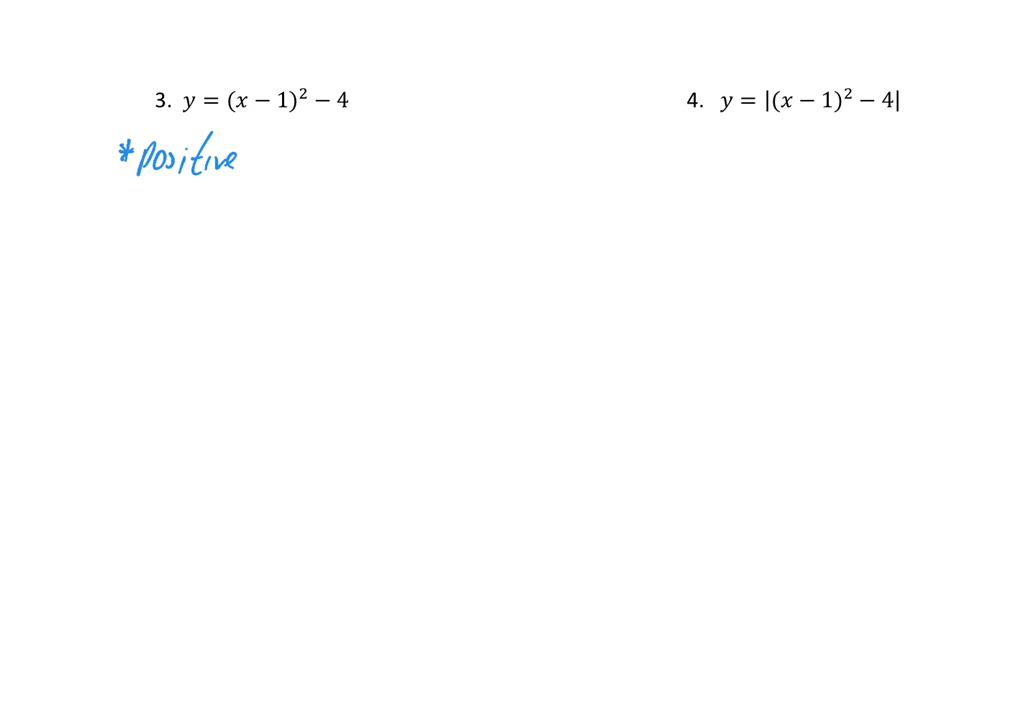 3. y = (x − 1)² − 4
4. y = |(x − 1)² − 4|
* positive